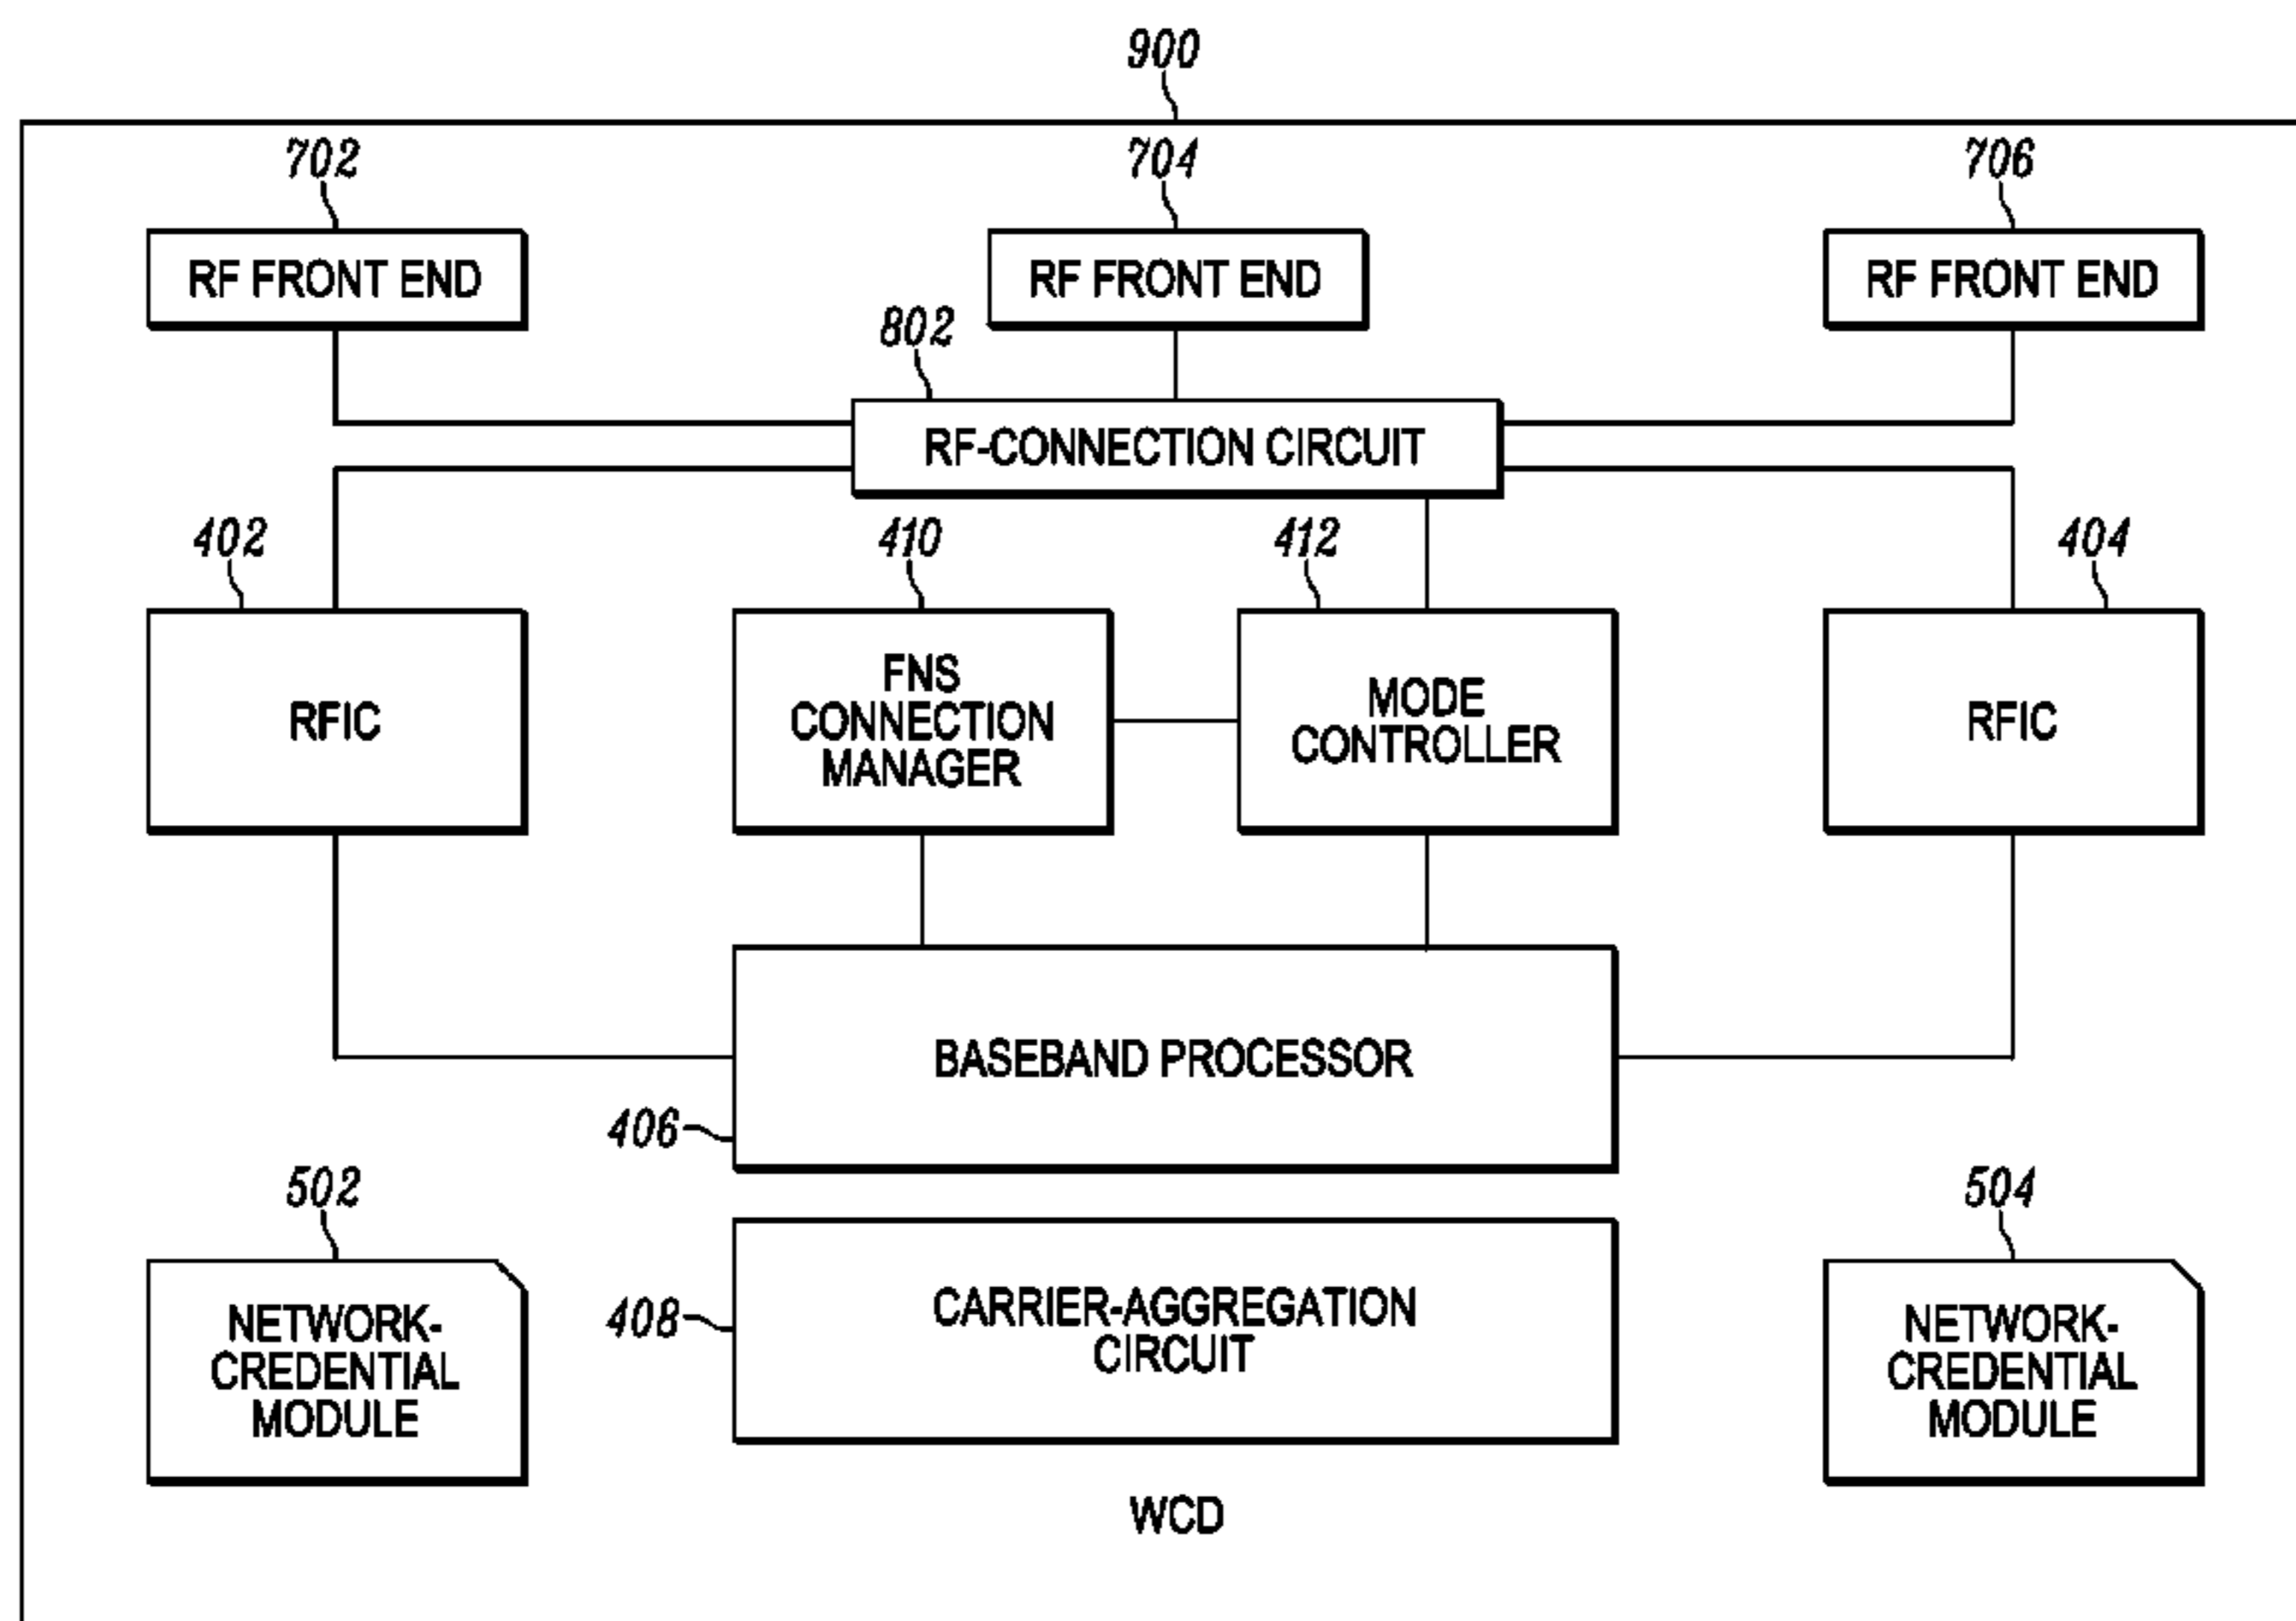 900
702
704
706
RF FRONT END
RF FRONT END
RF FRONT END
802
RF-CONNECTION CIRCUIT
402
410
412
404
RFIC
FNS
CONNECTION
MANAGER
MODE
CONTROLLER
RFIC
BASEBAND PROCESSOR
406
502
504
NETWORK-
CREDENTIAL
MODULE
408
CARRIER-AGGREGATION
CIRCUIT
NETWORK-
CREDENTIAL
MODULE
WCD